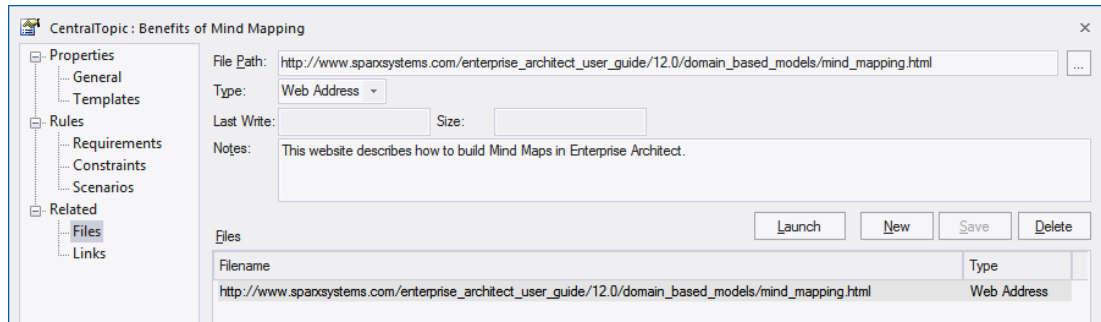 CentralTopic : Benefits of Mind Mapping
Properties
General
Templates
Rules
Requirements
Constraints
Scenarios
Related
Files
Links
File Path: http://www.sparxsystems.com/enterprise_architect_user_guide/12.0/domain_based_models/mind_mapping.html ...
Type: Web Address
Last Write: Size:
Notes: This website describes how to build Mind Maps in Enterprise Architect.
Launch New Save Delete
Files
Filename Type
http://www.sparxsystems.com/enterprise_architect_user_guide/12.0/domain_based_models/mind_mapping.html Web Address